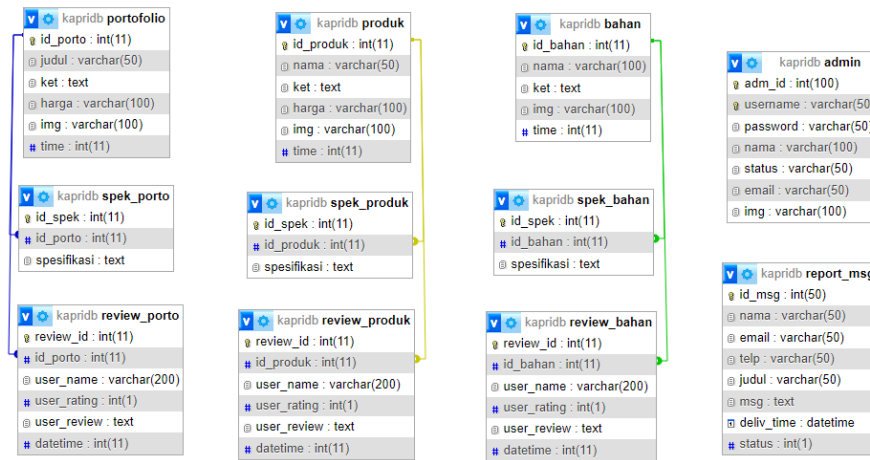 kapridb portofolio
id_porto : int(11)
judul : varchar(50)
ket : text
harga : varchar(100)
img : varchar(100)
time : int(11)
kapridb spek_porto
id_spek : int(11)
id_porto : int(11)
spesifikasi : text
kapridb review_porto
review_id : int(11)
id_porto : int(11)
user_name : varchar(200)
user_rating : int(1)
user_review : text
datetime : int(11)
kapridb produk
id_produk : int(11)
nama : varchar(50)
ket : text
harga : varchar(100)
img : varchar(100)
time : int(11)
kapridb spek_produk
id_spek : int(11)
id_produk : int(11)
spesifikasi : text
kapridb review_produk
review_id : int(11)
id_produk : int(11)
user_name : varchar(200)
user_rating : int(1)
user_review : text
datetime : int(11)
kapridb bahan
id_bahan : int(11)
nama : varchar(100)
ket : text
img : varchar(100)
time : int(11)
kapridb spek_bahan
id_spek : int(11)
id_bahan : int(11)
spesifikasi : text
kapridb review_bahan
review_id : int(11)
id_bahan : int(11)
user_name : varchar(200)
user_rating : int(1)
user_review : text
datetime : int(11)
kapridb admin
adm_id : int(100)
username : varchar(50
password : varchar(50)
nama : varchar(100)
status : varchar(50)
email : varchar(50)
img : varchar(100)
kapridb report_msg
id_msg : int(50)
nama : varchar(50)
email : varchar(50)
telp : varchar(50)
judul : varchar(50)
msg : text
deliv_time : datetime
status : int(1)